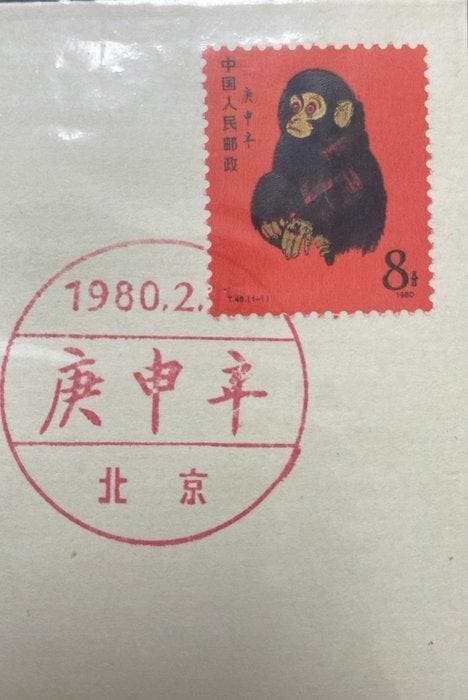 中国人民邮政
庚申年
8分
T.46.(1-1)
1980
1980.2.
庚申年
北京